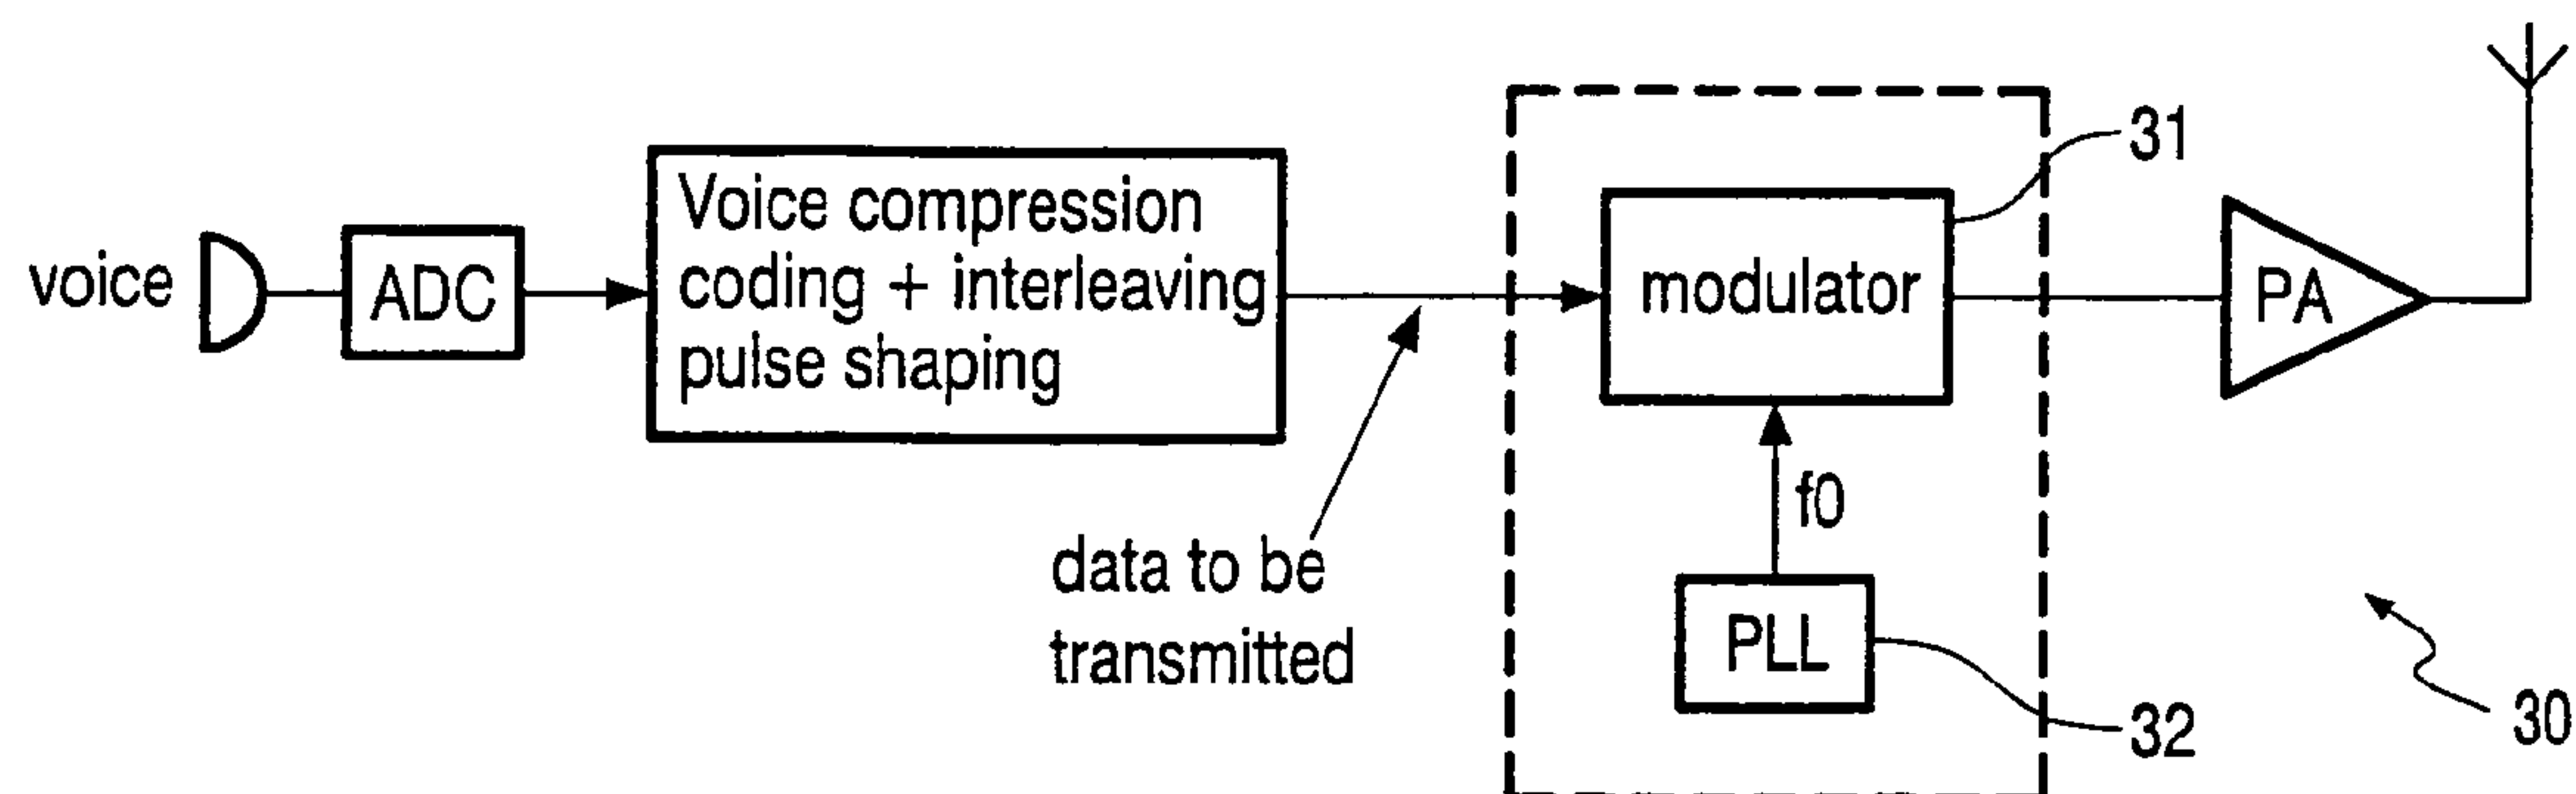 voice
ADC
Voice compression
coding + interleaving
pulse shaping
data to be
transmitted
modulator
31
f0
PLL
32
PA
30